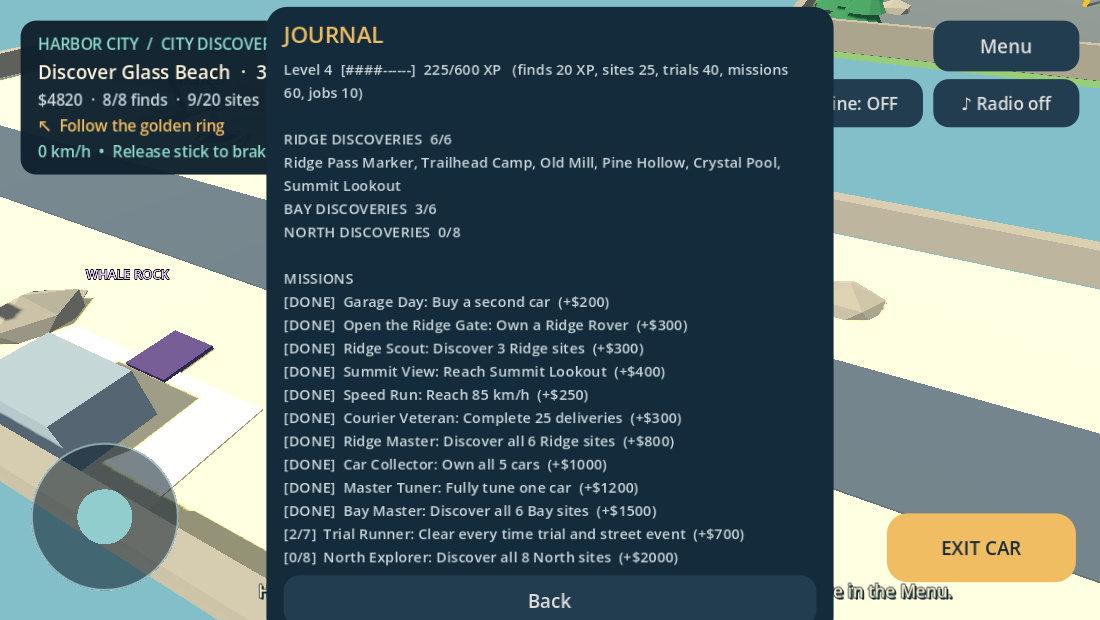 HARBOR CITY / CITY DISCOVER
Discover Glass Beach · 3
$4820 · 8/8 finds · 9/20 sites
↖ Follow the golden ring
0 km/h • Release stick to brak
WHALE ROCK
JOURNAL
Level 4 [####------] 225/600 XP (finds 20 XP, sites 25, trials 40, missions
60, jobs 10)
RIDGE DISCOVERIES 6/6
Ridge Pass Marker, Trailhead Camp, Old Mill, Pine Hollow, Crystal Pool,
Summit Lookout
BAY DISCOVERIES 3/6
NORTH DISCOVERIES 0/8
MISSIONS
[DONE] Garage Day: Buy a second car (+$200)
[DONE] Open the Ridge Gate: Own a Ridge Rover (+$300)
[DONE] Ridge Scout: Discover 3 Ridge sites (+$300)
[DONE] Summit View: Reach Summit Lookout (+$400)
[DONE] Speed Run: Reach 85 km/h (+$250)
[DONE] Courier Veteran: Complete 25 deliveries (+$300)
[DONE] Ridge Master: Discover all 6 Ridge sites (+$800)
[DONE] Car Collector: Own all 5 cars (+$1000)
[DONE] Master Tuner: Fully tune one car (+$1200)
[DONE] Bay Master: Discover all 6 Bay sites (+$1500)
[2/7] Trial Runner: Clear every time trial and street event (+$700)
[0/8] North Explorer: Discover all 8 North sites (+$2000)
Back
Menu
ine: OFF
♪ Radio off
EXIT CAR
H
e in the Menu.